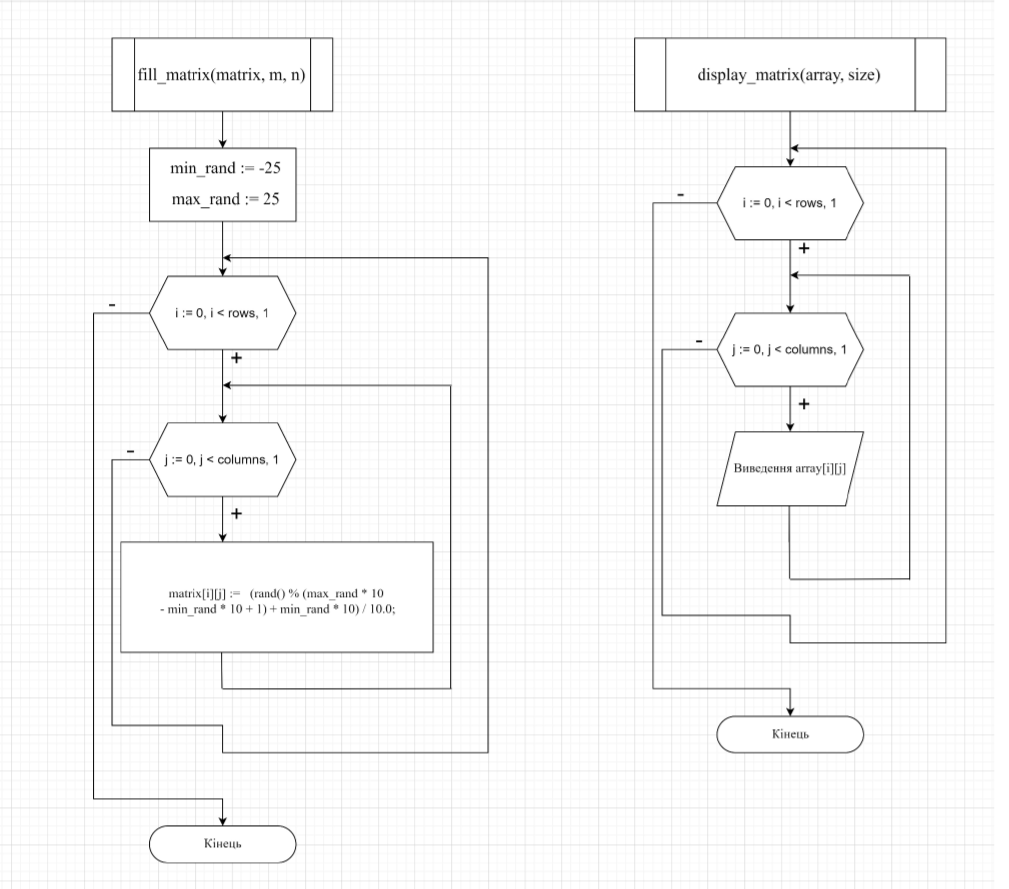 fill_matrix(matrix, m, n)
min_rand := -25
max_rand := 25
i := 0, i < rows, 1
-
+
j := 0, j < columns, 1
-
+
matrix[i][j] := (rand() % (max_rand * 10
- min_rand * 10 + 1) + min_rand * 10) / 10.0;
Кінець
display_matrix(array, size)
-
i := 0, i < rows, 1
+
-
j := 0, j < columns, 1
+
Виведення array[i][j]
Кінець